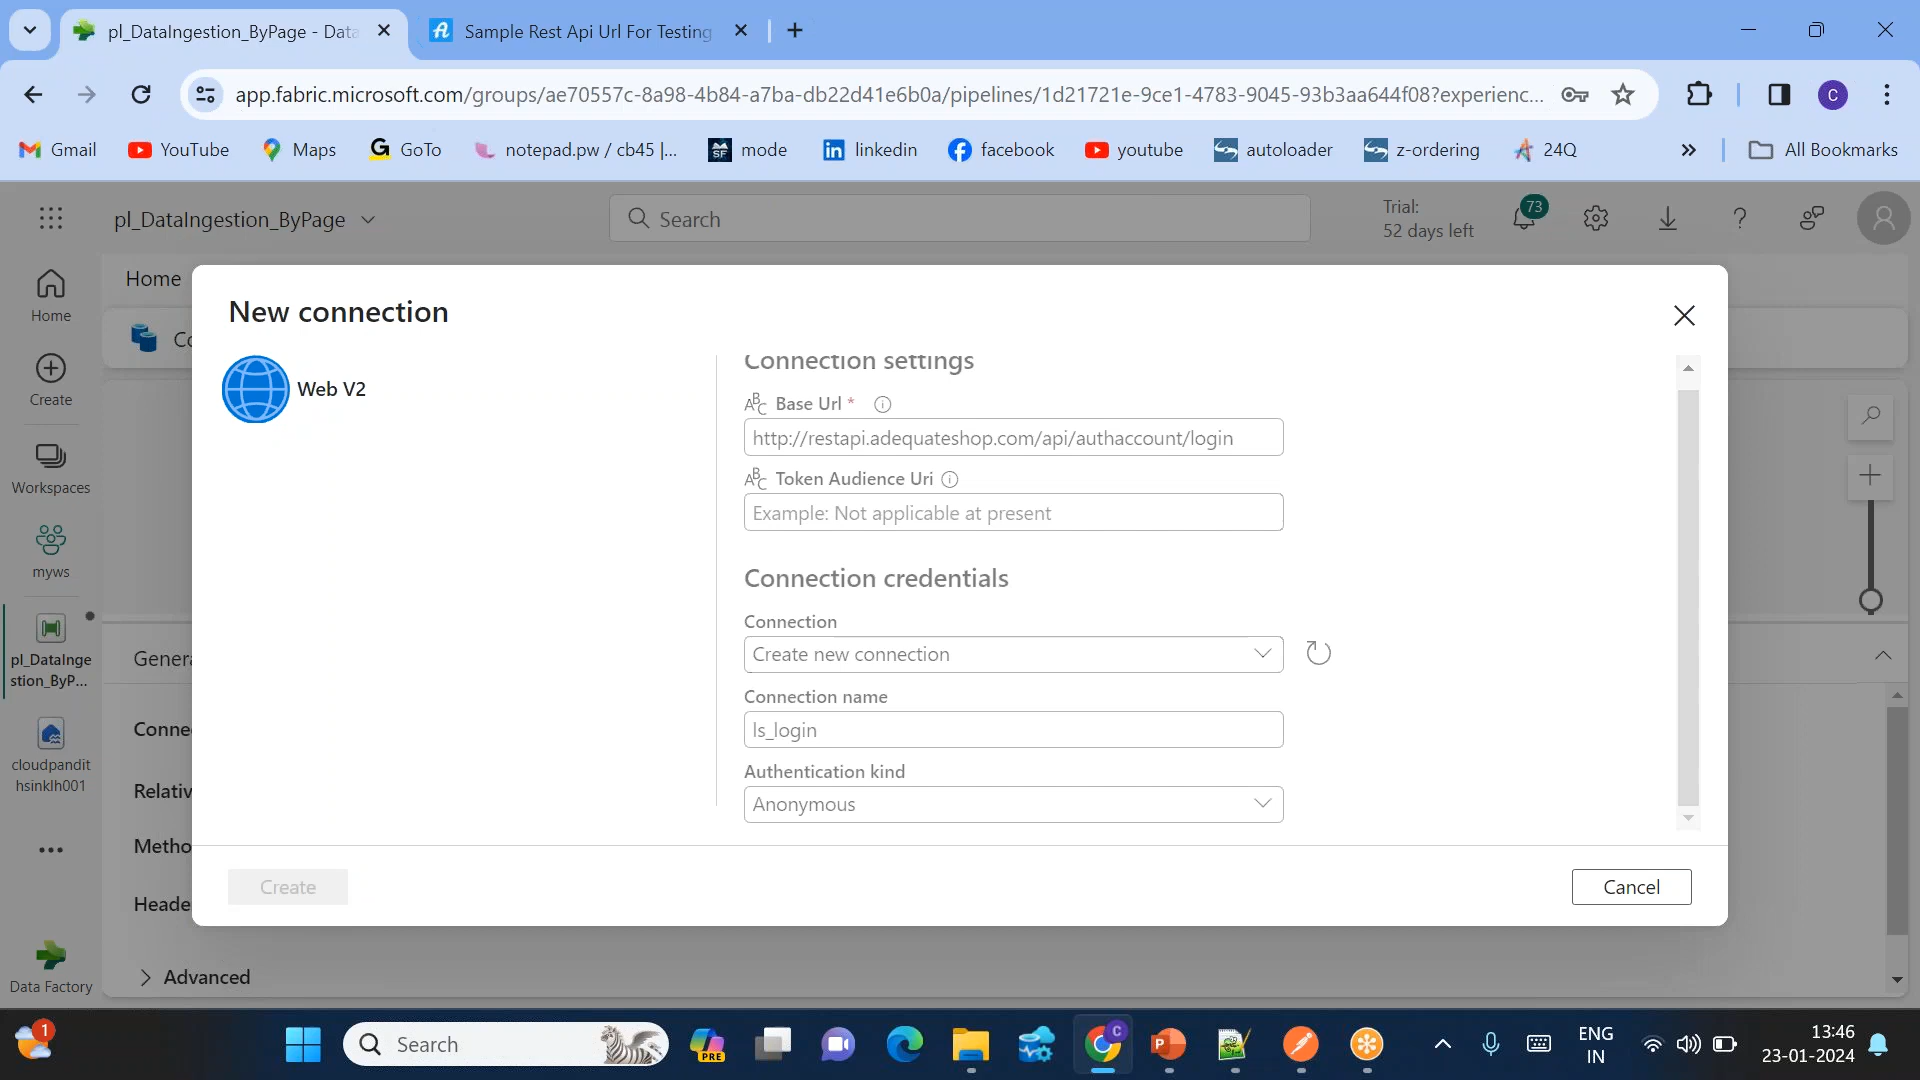 pl_DataIngestion_ByPage - Data
Sample Rest Api Url For Testing
app.fabric.microsoft.com/groups/ae70557c-8a98-4b84-a7ba-db22d41e6b0a/pipelines/1d21721e-9ce1-4783-9045-93b3aa644f08?experienc...
C
Gmail
YouTube
Maps
GoTo
notepad.pw / cb45 |...
mode
linkedin
facebook
youtube
autoloader
z-ordering
24Q
All Bookmarks
pl_DataIngestion_ByPage
Search
Trial:
52 days left
73
Home
Home
Create
Workspaces
myws
pl_DataInge
stion_ByP...
cloudpandit
hsinklh001
Data Factory
Co
Genera
Connec
Relativ
Metho
Heade
Advanced
New connection
Web V2
Connection settings
Base Url *
http://restapi.adequateshop.com/api/authaccount/login
Token Audience Uri
Example: Not applicable at present
Connection credentials
Connection
Create new connection
Connection name
ls_login
Authentication kind
Anonymous
Create
Cancel
1
Search
PRE
C
ENG
IN
13:46
23-01-2024